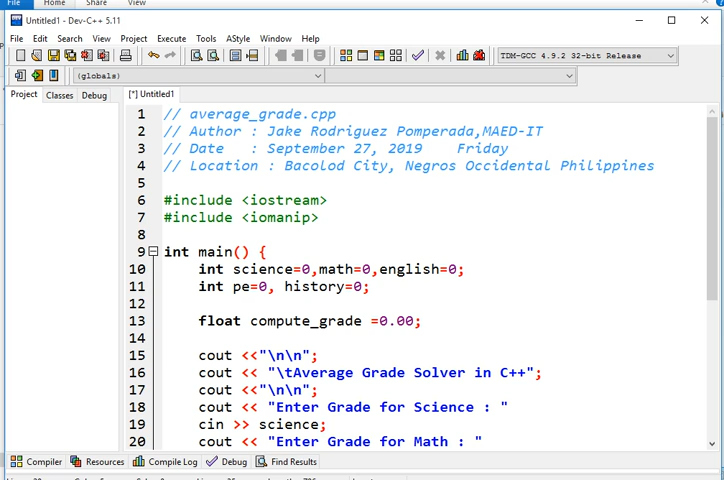 File Home Share View
Untitled1 - Dev-C++ 5.11
File Edit Search View Project Execute Tools AStyle Window Help
TDM-GCC 4.9.2 32-bit Release
(globals)
Project Classes Debug [*] Untitled1
1 // average_grade.cpp
2 // Author : Jake Rodriguez Pomperada,MAED-IT
3 // Date   : September 27, 2019    Friday
4 // Location : Bacolod City, Negros Occidental Philippines
5
6 #include <iostream>
7 #include <iomanip>
8
9 int main() {
10     int science=0,math=0,english=0;
11     int pe=0, history=0;
12
13     float compute_grade =0.00;
14
15     cout <<"\n\n";
16     cout << "\tAverage Grade Solver in C++";
17     cout <<"\n\n";
18     cout << "Enter Grade for Science : "
19     cin >> science;
20     cout << "Enter Grade for Math : "
Compiler Resources Compile Log Debug Find Results